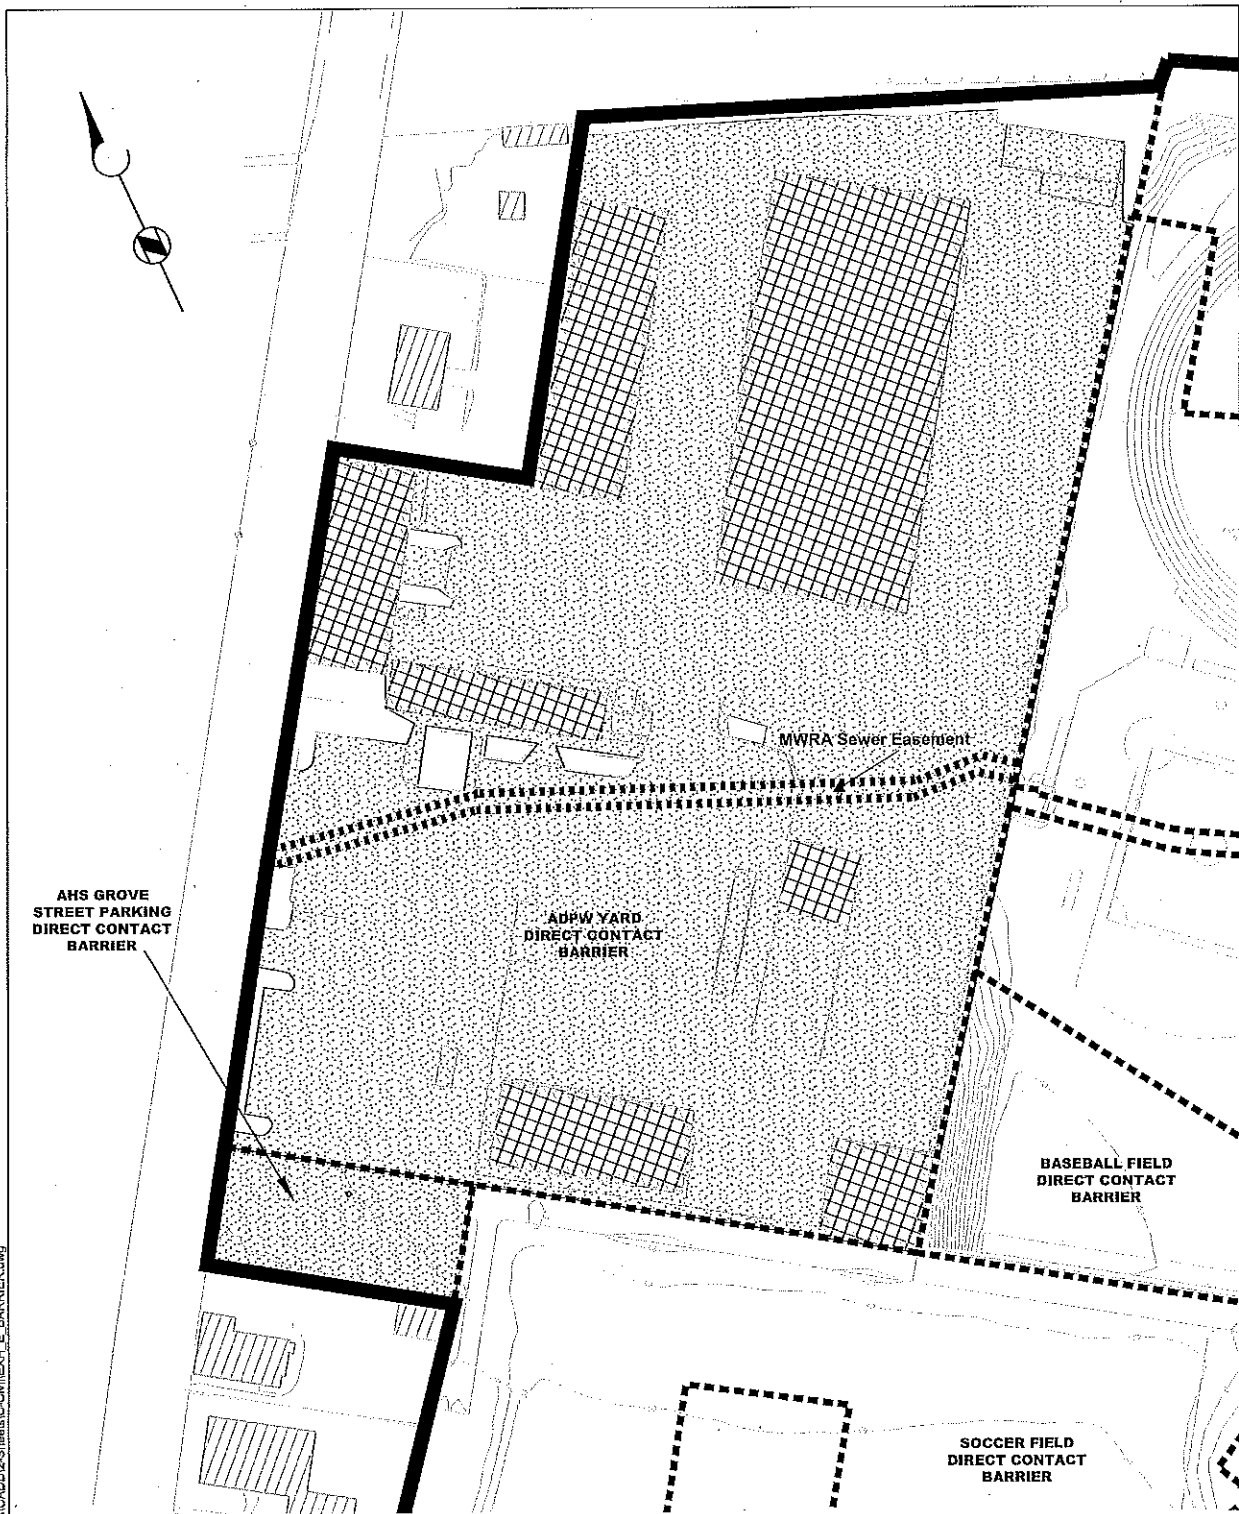 MWRA Sewer Easement
AHS GROVE
STREET PARKING
DIRECT CONTACT
BARRIER
ADPW YARD
DIRECT CONTACT
BARRIER
BASEBALL FIELD
DIRECT CONTACT
BARRIER
SOCCER FIELD
DIRECT CONTACT
BARRIER